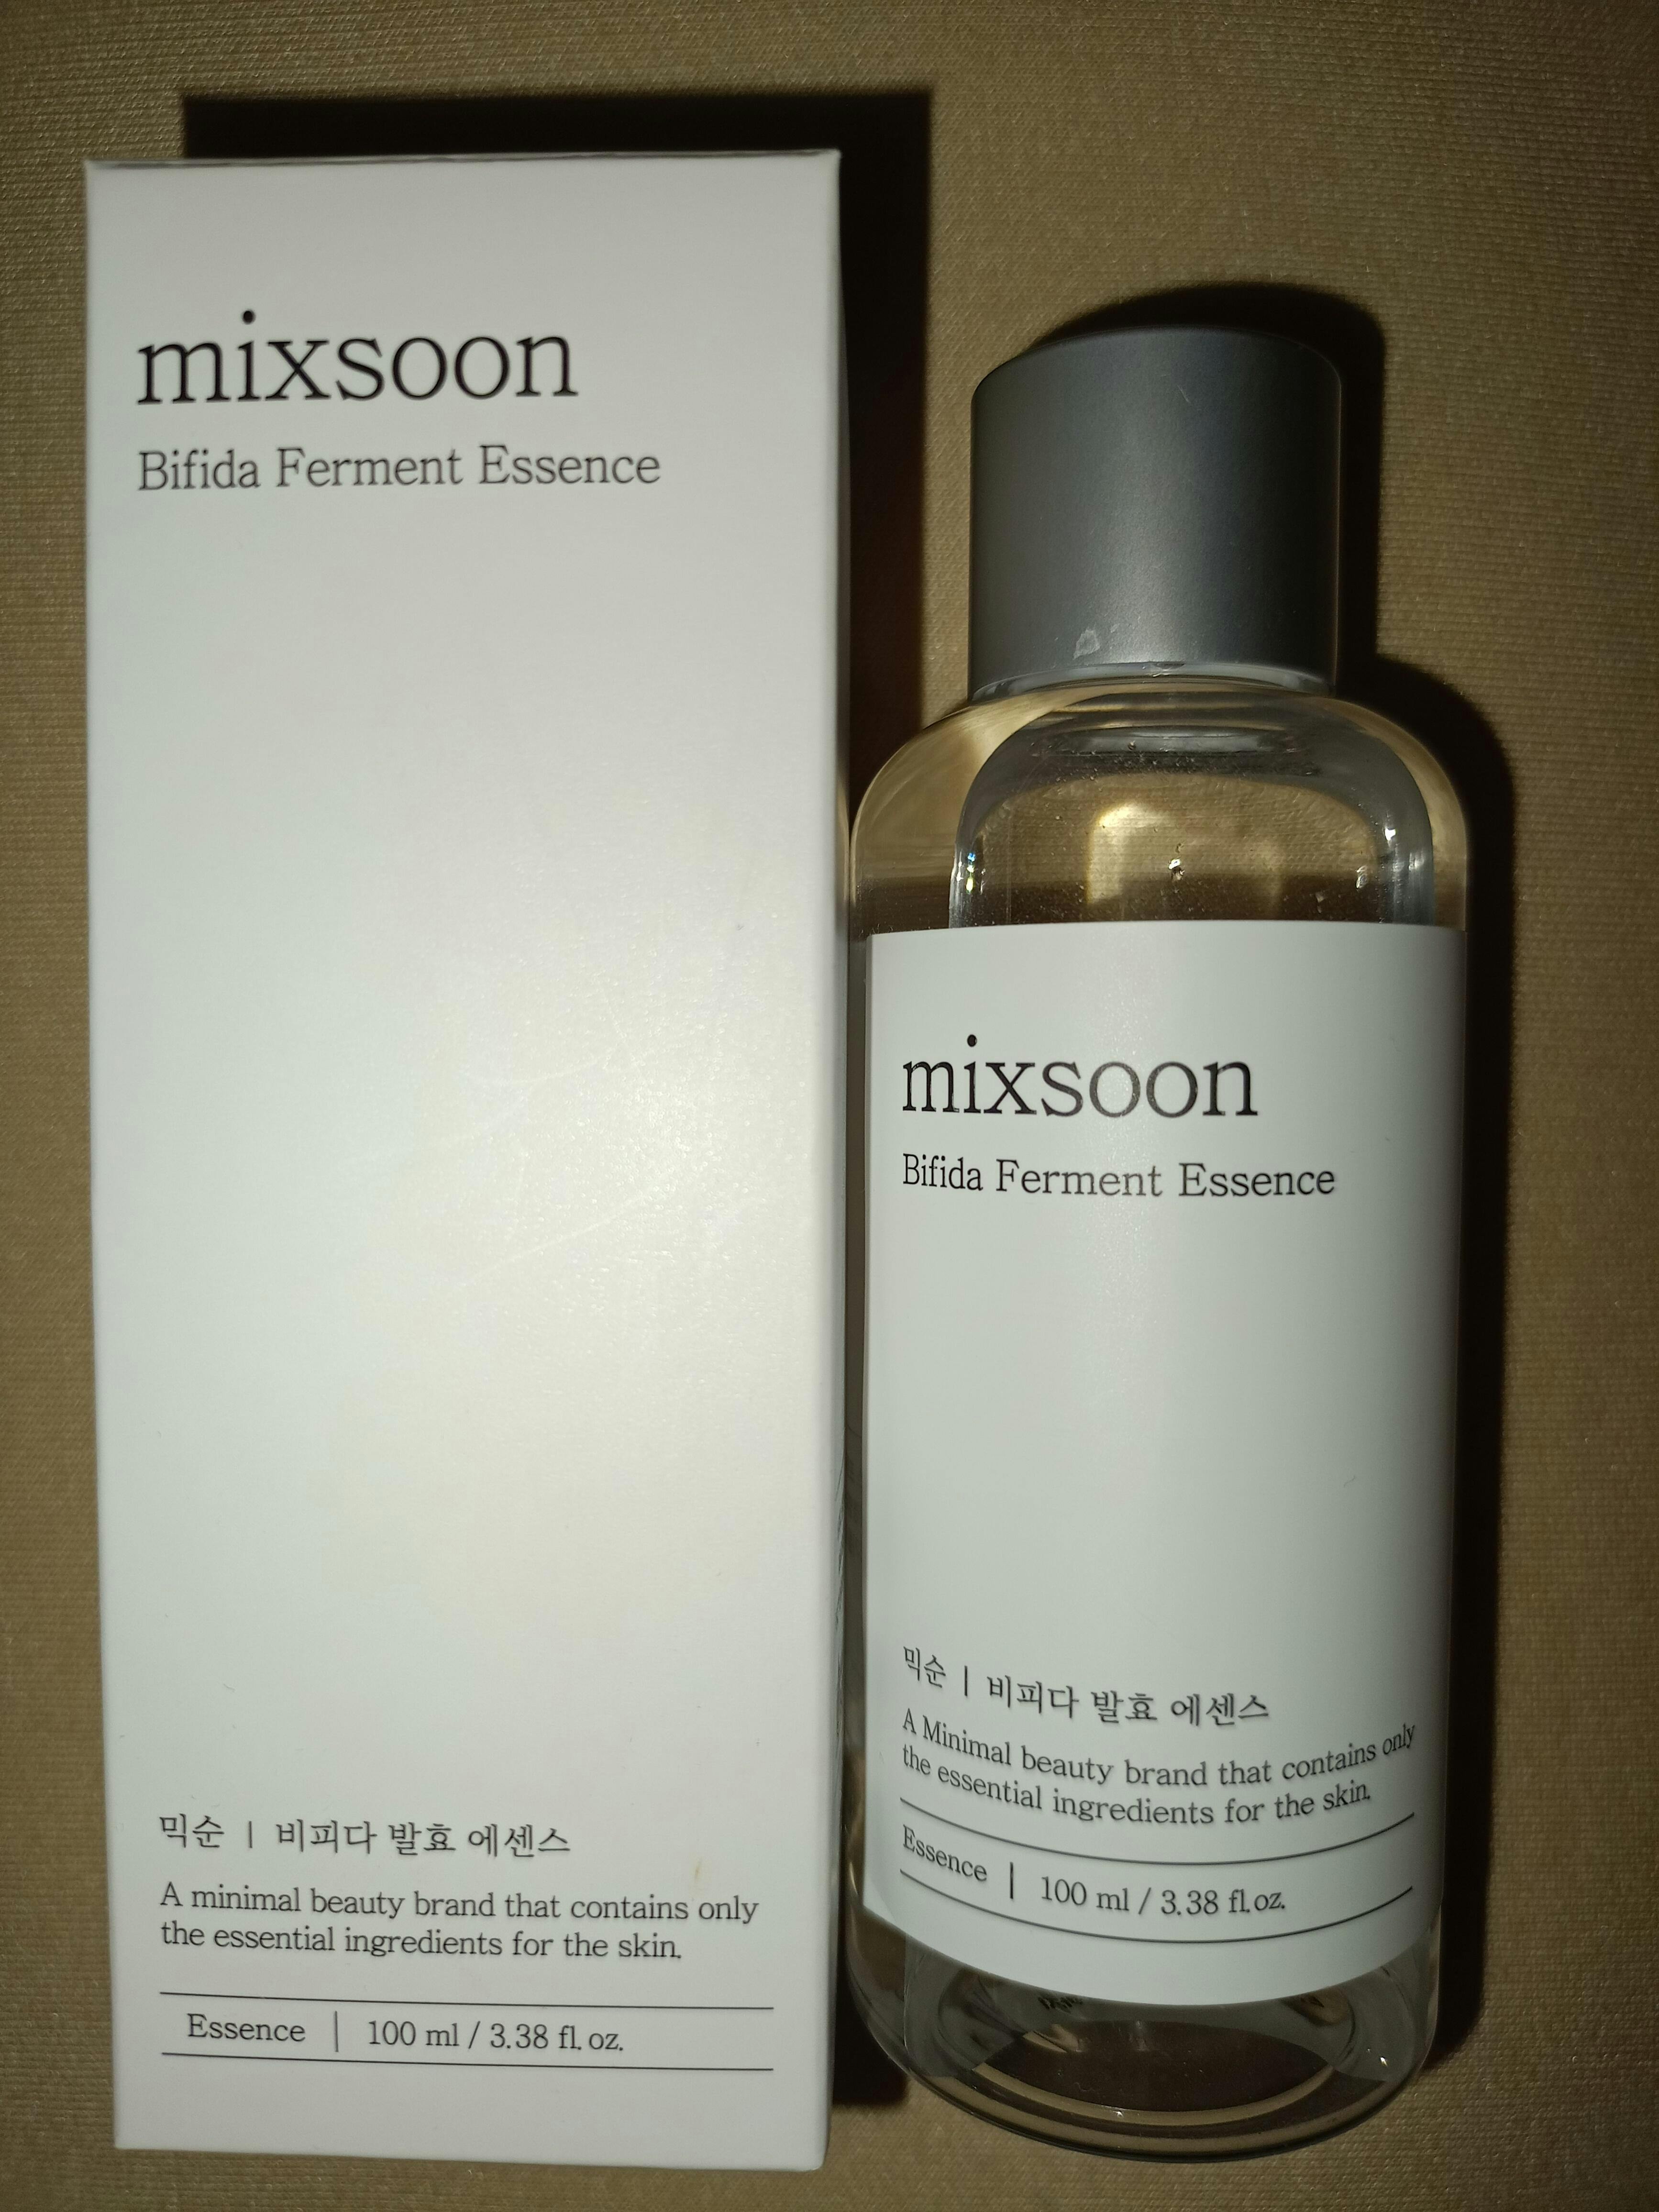 mixsoon
Bifida Ferment Essence
믹순 | 비피다 발효 에센스
A minimal beauty brand that contains only
the essential ingredients for the skin.
Essence | 100 ml / 3.38 fl. oz.
mixsoon
Bifida Ferment Essence
믹순 | 비피다 발효 에센스
A Minimal beauty brand that contains only
the essential ingredients for the skin.
Essence | 100 ml / 3.38 fl. oz.